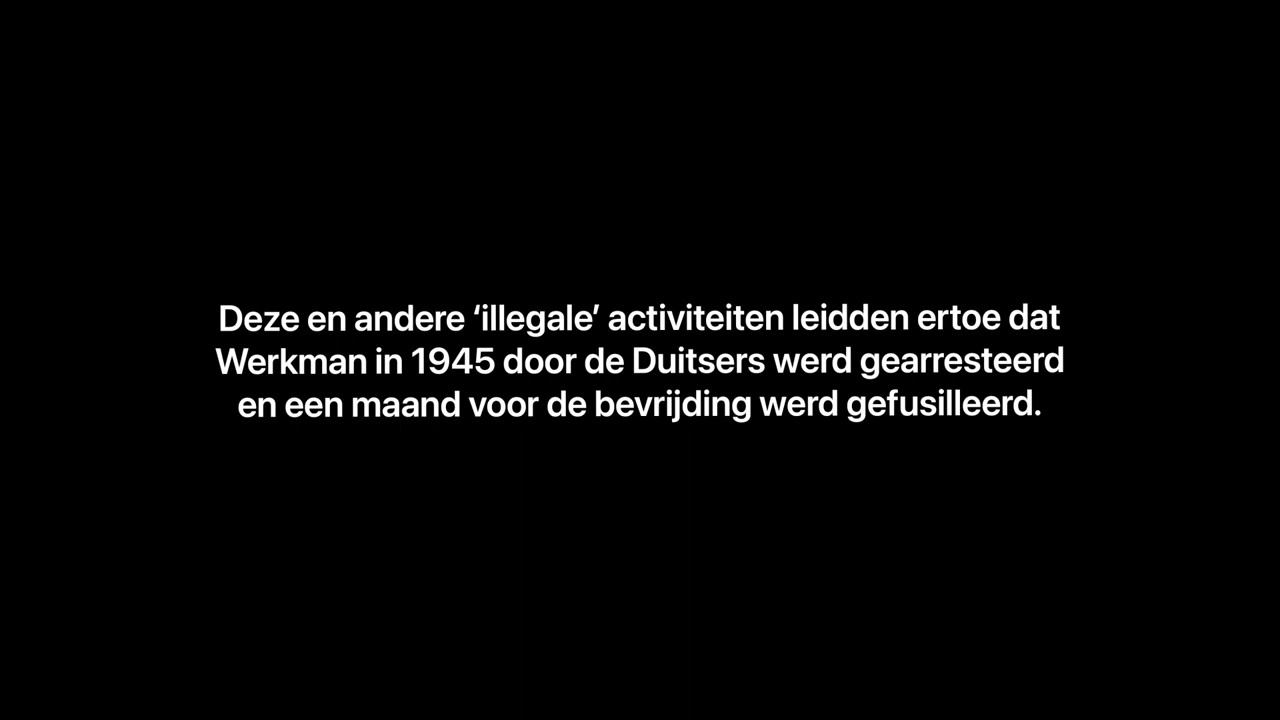 Deze en andere ‘illegale’ activiteiten leidden ertoe dat
Werkman in 1945 door de Duitsers werd gearresteerd
en een maand voor de bevrijding werd gefusilleerd.